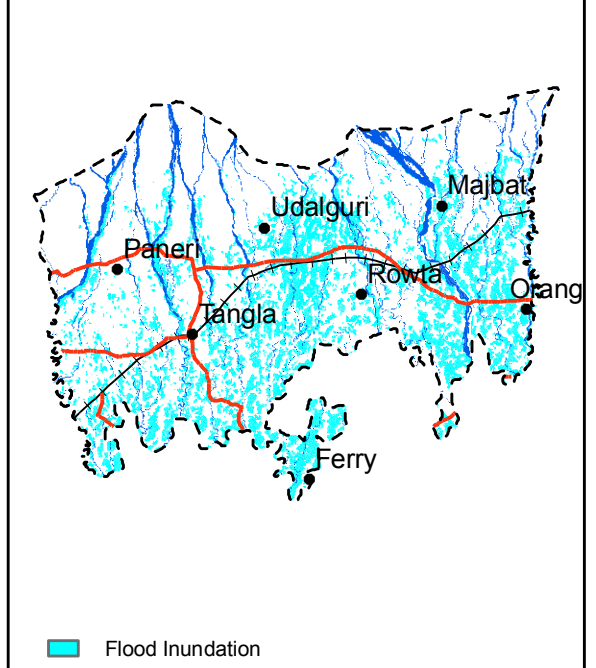 Majbat
Udalguri
Paneri
Rowta
Orang
Tangla
Ferry
Flood Inundation